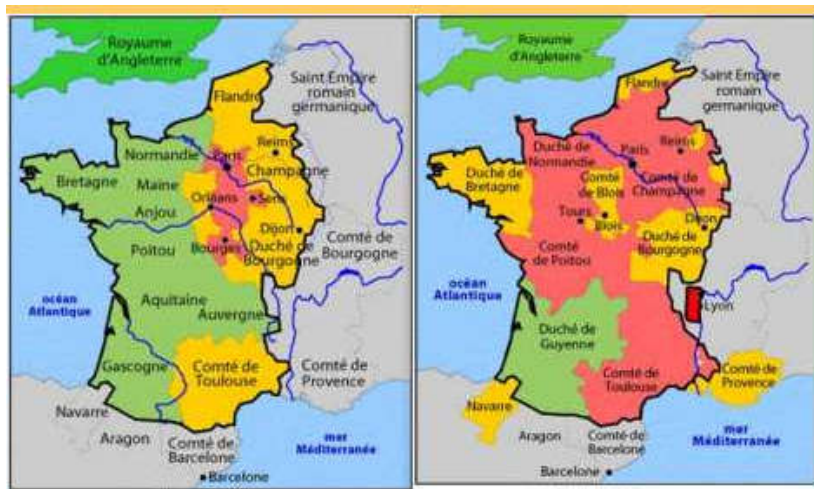 Royaume
d'Angleterre
Saint Empire
romain
germanique
Flandre
Normandie
Paris
Reims
Champagne
Bretagne
Maine
Orléans
Sens
Anjou
Bourges
Dijon
Duché de
Bourgogne
Comté de
Bourgogne
Poitou
océan
Atlantique
Aquitaine
Auvergne
Gascogne
Comté de
Toulouse
Comté de
Provence
Navarre
Aragon
Comté de
Barcelone
mer
Méditerranée
Barcelone
Royaume
d'Angleterre
Saint Empire
romain
germanique
Flandre
Duché de
Normandie
Paris
Reims
Duché de
Bretagne
Comté
de Blois
Comté de
Champagne
Tours
Blois
Dijon
Duché de
Bourgogne
Comté
de Poitou
océan
Atlantique
Lyon
Duché de
Guyenne
Comté de
Toulouse
Comté de
Provence
Navarre
Aragon
Comté de
Barcelone
mer
Méditerranée
Barcelone